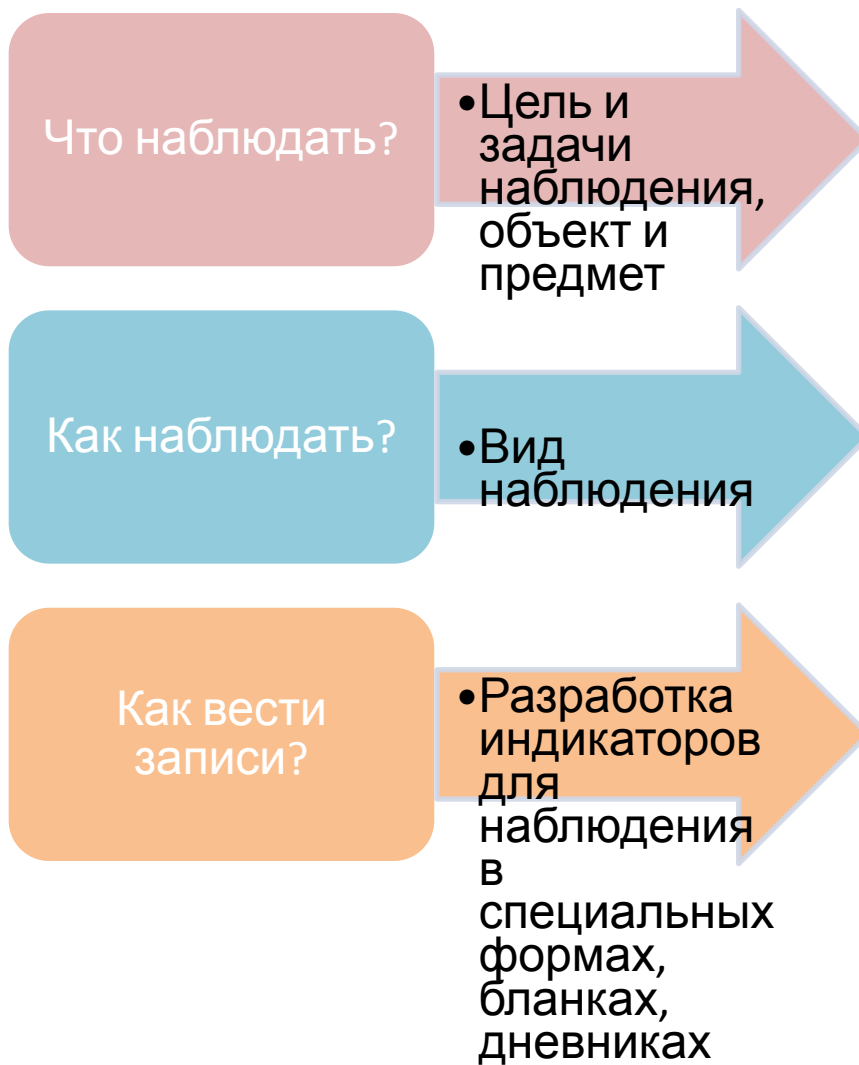 Что наблюдать?
•Цель и
задачи
наблюдения,
объект и
предмет
Как наблюдать?
•Вид
наблюдения
Как вести
записи?
•Разработка
индикаторов
для
наблюдения
в
специальных
формах,
бланках,
дневниках